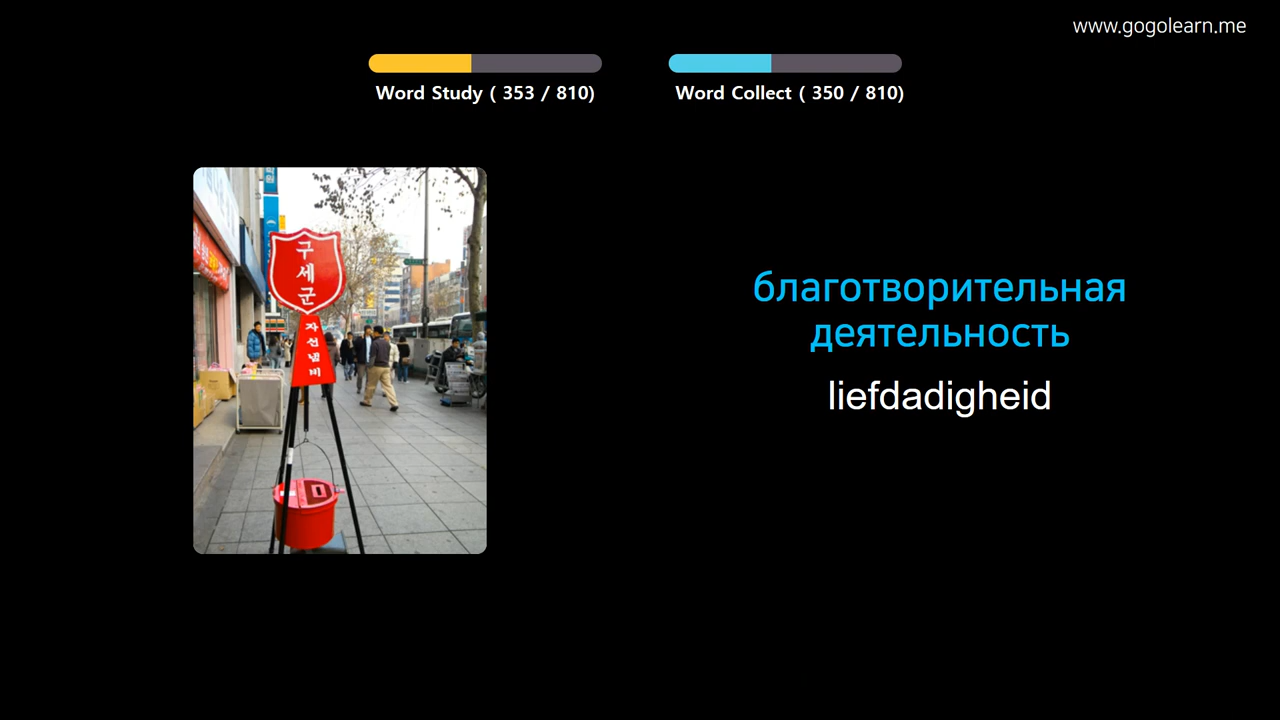 www.gogolearn.me
Word Study ( 353 / 810)
Word Collect ( 350 / 810)
구세군
자선냄비
благотворительная
деятельность
liefdadigheid